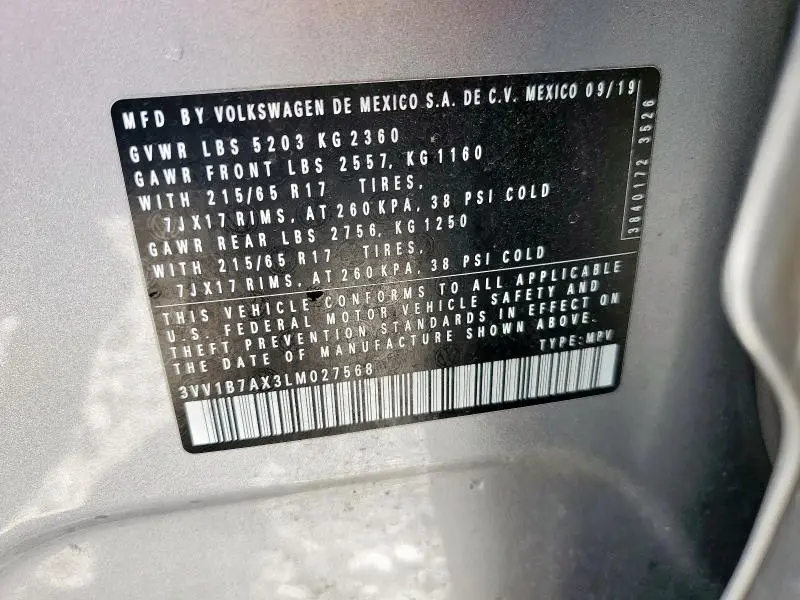 MFD BY VOLKSWAGEN DE MEXICO S.A. DE C.V. MEXICO 09/19
GVWR LBS 5203 KG 2360
GAWR FRONT LBS 2557, KG 1160
WITH 215/65 R17 TIRES,
7JX17 RIMS, AT 260 KPA, 38 PSI COLD
GAWR REAR LBS 2756, KG 1250
WITH 215/65 R17 TIRES,
7JX17 RIMS, AT 260 KPA, 38 PSI COLD
THIS VEHICLE CONFORMS TO ALL APPLICABLE
U.S. FEDERAL MOTOR VEHICLE SAFETY AND
THEFT PREVENTION STANDARDS IN EFFECT ON
THE DATE OF MANUFACTURE SHOWN ABOVE.
TYPE:MPV
3VV1B7AX3LM027568
3840172 3526